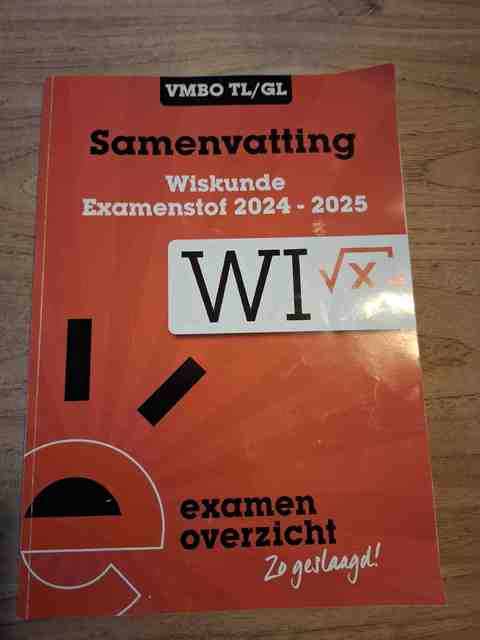 VMBO TL/GL
Samenvatting
Wiskunde
Examenstof 2024 - 2025
WI √x
examen
overzicht
Zo geslaagd!